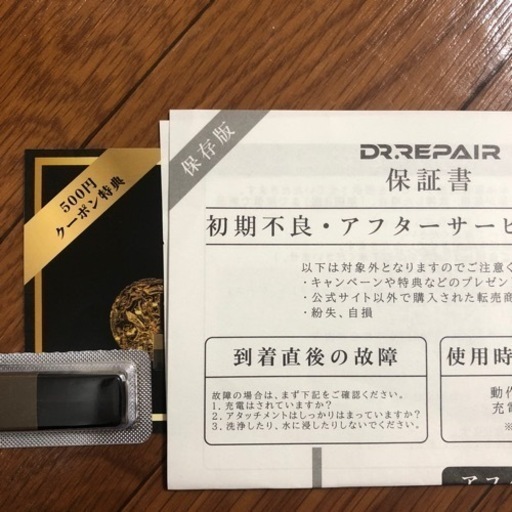 500円
クーポン特典
保存版
DR.REPAIR
保証書
初期不良・アフターサービ
以下は対象外となりますのでご注意く
・キャンペーンや特典などのプレゼン
・公式サイト以外で購入された転売商
・紛失、自損
到着直後の故障
故障の場合は、まず下記をご確認ください。
1. 充電はされていますか?
2. アタッチメントはしっかりはまっていますか?
3. 洗浄したり、水に浸したりしないでください。
使用時
動作
充電
※
アフ